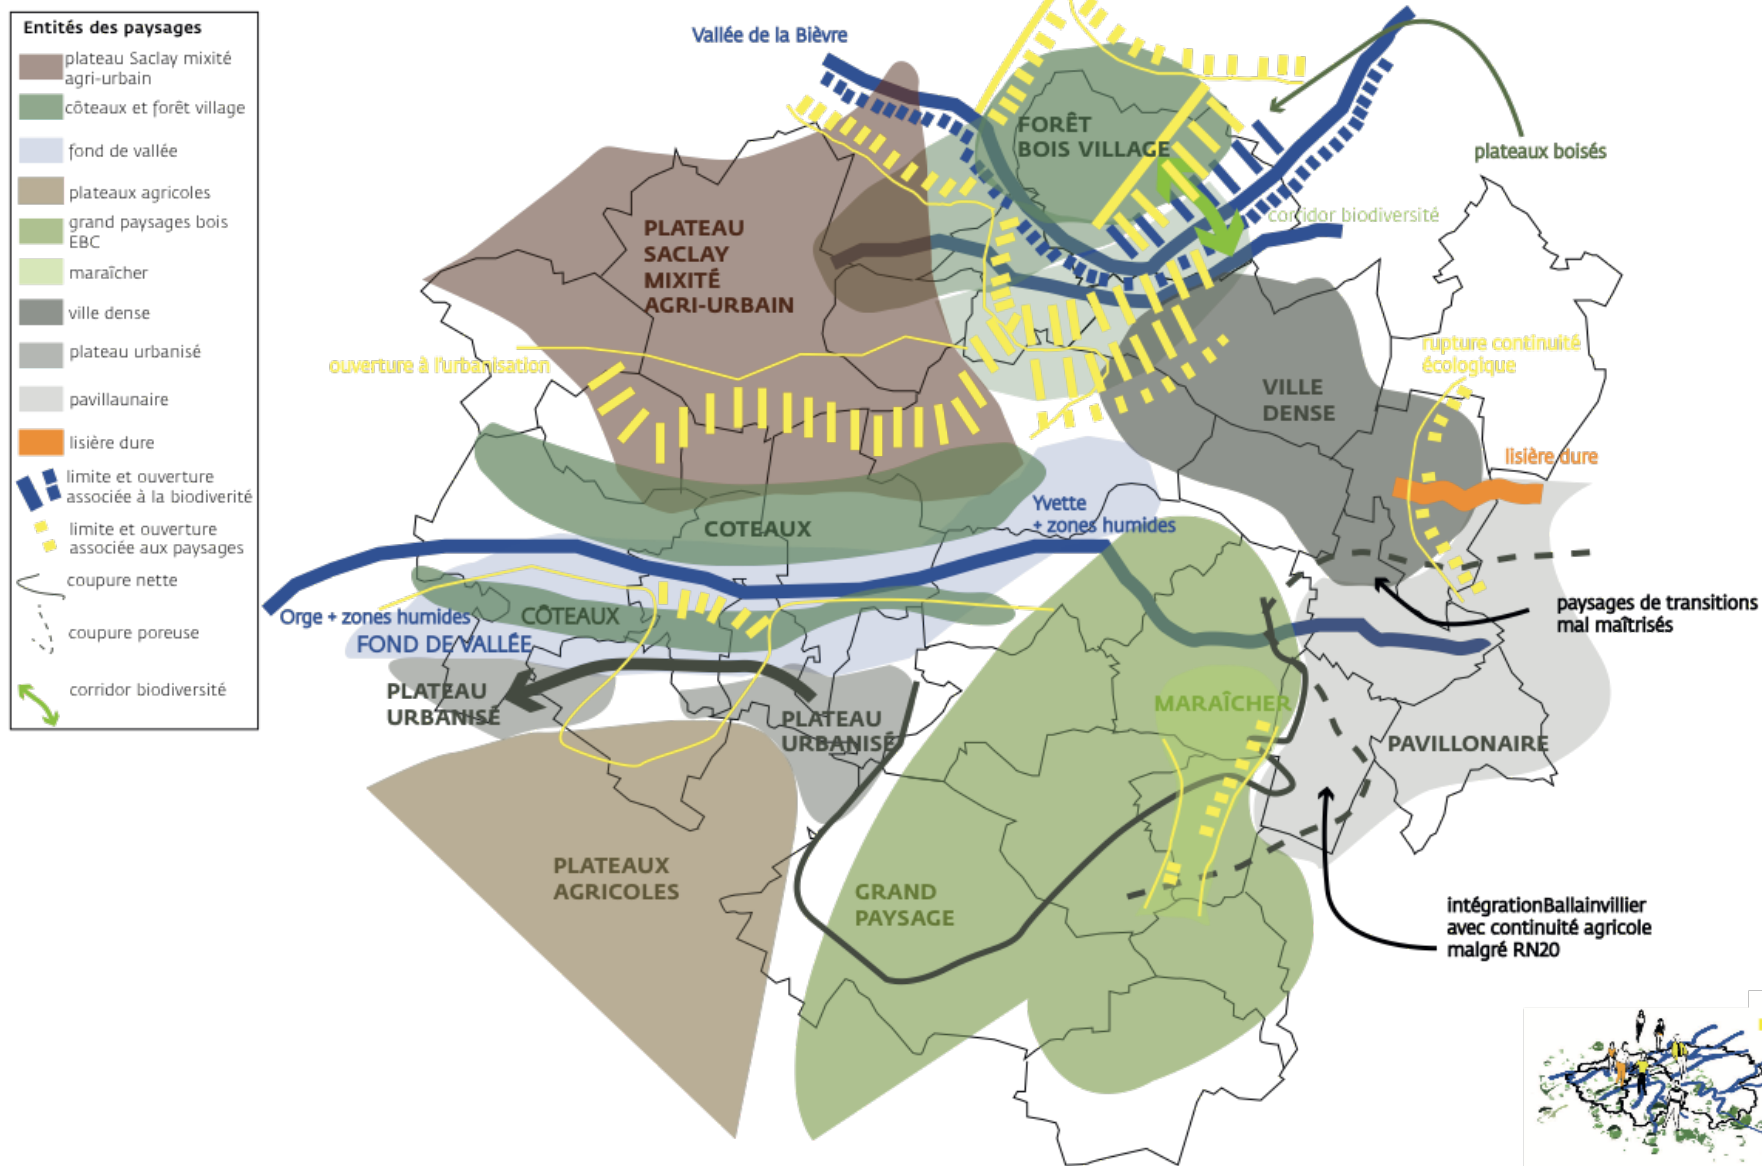 Entités des paysages
plateau Saclay mixité
agri-urbain
côteaux et forêt village
fond de vallée
plateaux agricoles
grand paysages bois
EBC
maraîcher
ville dense
plateau urbanisé
pavillaunaire
lisière dure
limite et ouverture
associée à la biodiverité
limite et ouverture
associée aux paysages
coupure nette
coupure poreuse
corridor biodiversité
Vallée de la Bièvre
FORÊT
BOIS VILLAGE
plateaux boisés
corridor biodiversité
PLATEAU
SACLAY
MIXITÉ
AGRI-URBAIN
ouverture à l'urbanisation
rupture continuité
écologique
VILLE
DENSE
lisière dure
COTEAUX
Yvette
+ zones humides
Orge + zones humides
CÔTEAUX
FOND DE VALLÉE
paysages de transitions
mal maîtrisés
PLATEAU
URBANISÉ
PLATEAU
URBANISÉ
MARAÎCHER
PAVILLONAIRE
PLATEAUX
AGRICOLES
GRAND
PAYSAGE
intégrationBallainvillier
avec continuité agricole
malgré RN20